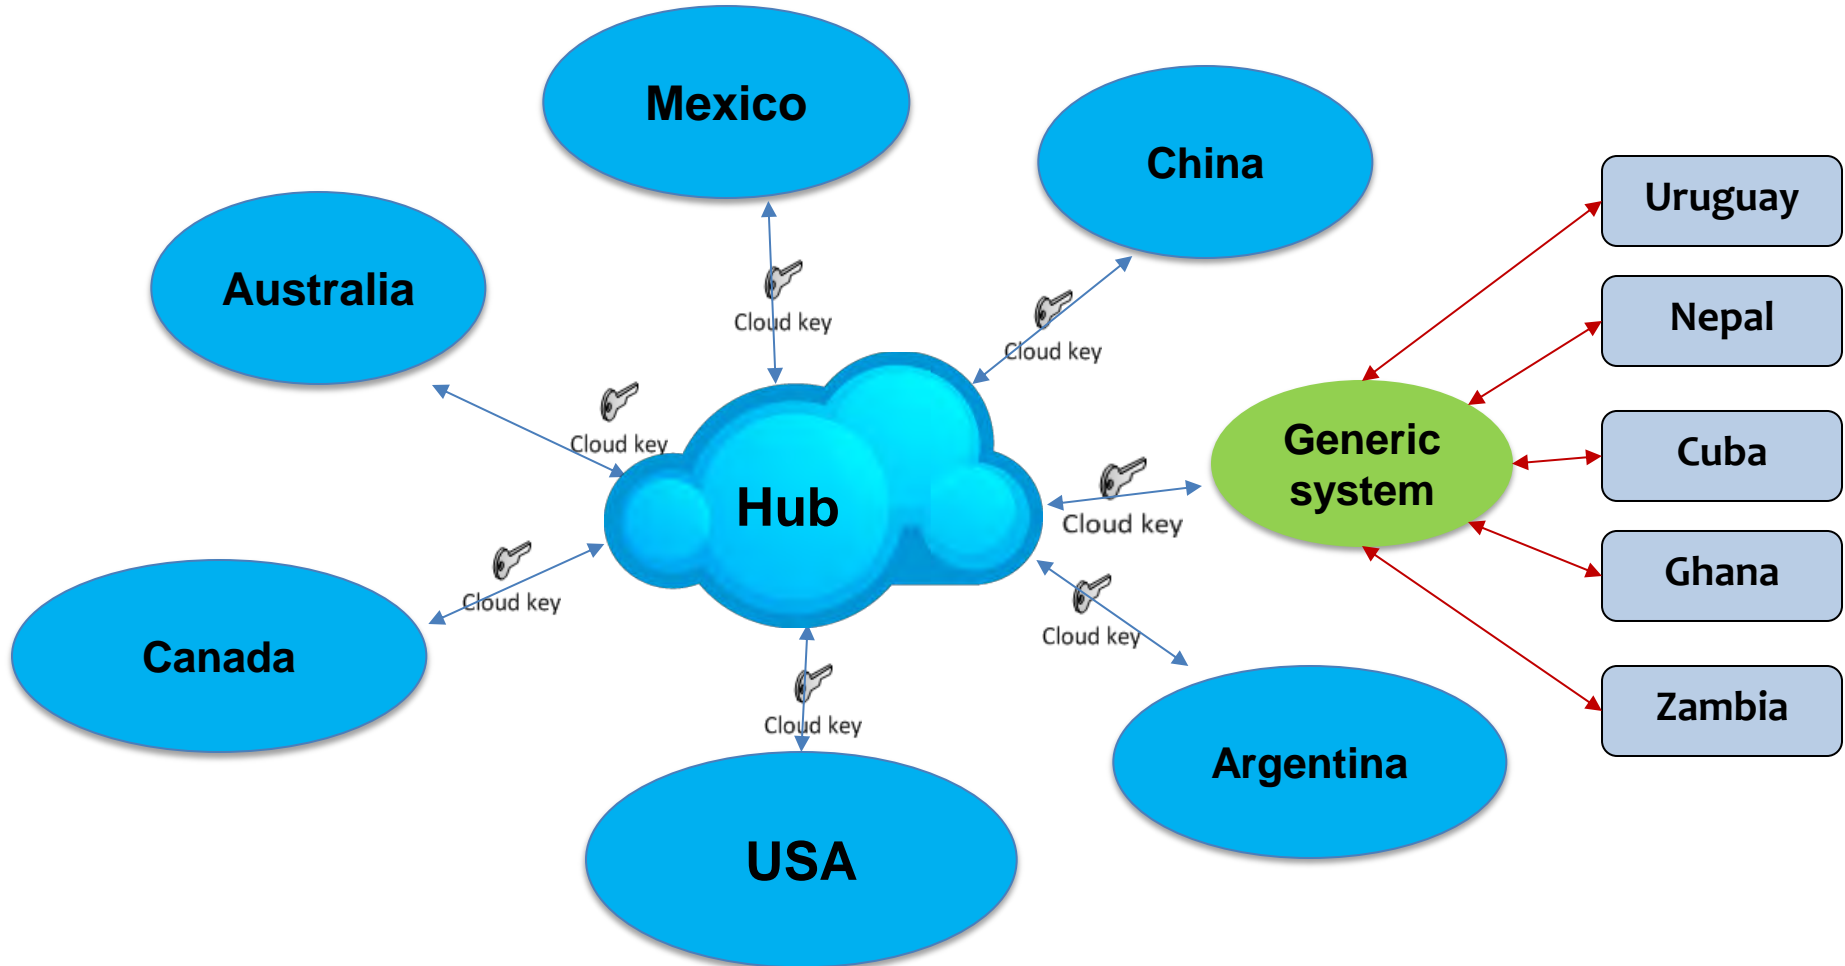 Mexico
China
Uruguay
Australia
Cloud key
Cloud key
Nepal
Cloud key
Generic
system
Cuba
Hub
Cloud key
Cloud key
Ghana
Canada
Cloud key
Cloud key
Zambia
Argentina
USA